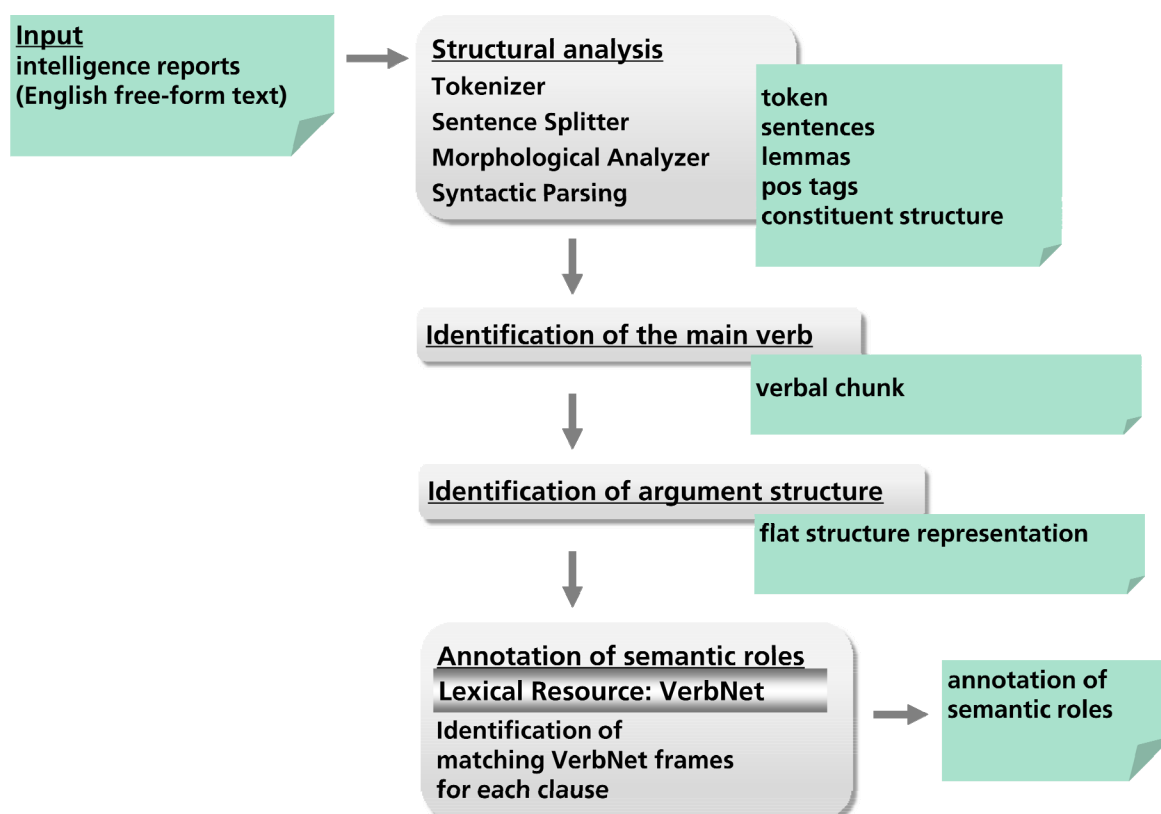 Input
intelligence reports
(English free-form text)
Structural analysis
Tokenizer
Sentence Splitter
Morphological Analyzer
Syntactic Parsing
token
sentences
lemmas
pos tags
constituent structure
Identification of the main verb
verbal chunk
Identification of argument structure
flat structure representation
Annotation of semantic roles
Lexical Resource: VerbNet
Identification of
matching VerbNet frames
for each clause
annotation of
semantic roles